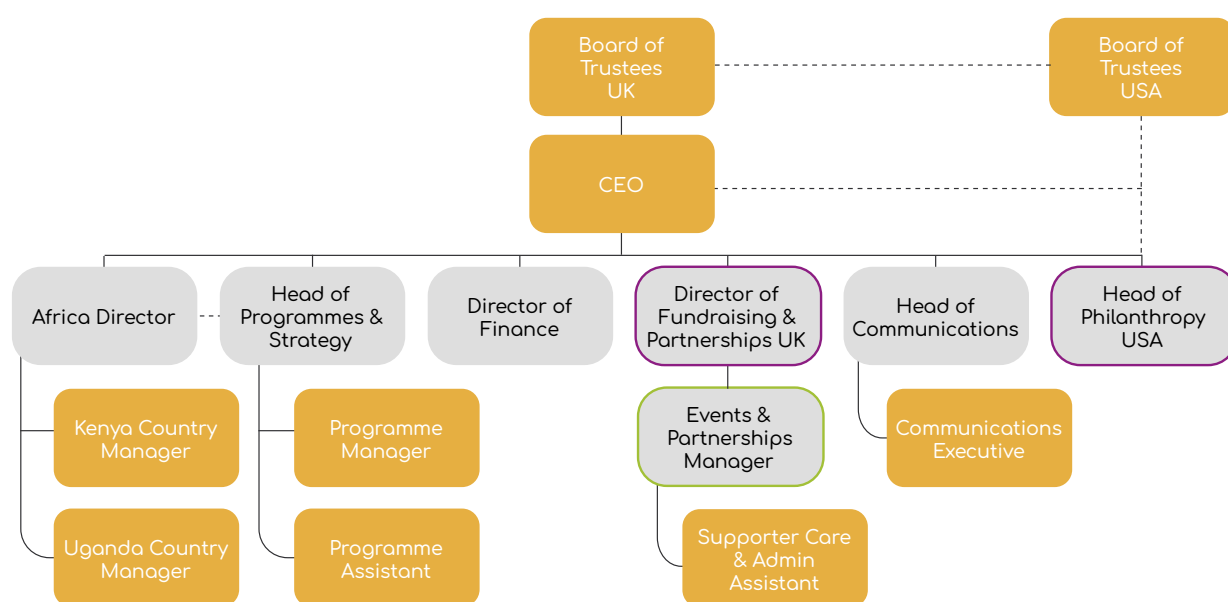 Board of
Trustees
UK
Board of
Trustees
USA
CEO
Africa Director
Head of
Programmes &
Strategy
Director of
Finance
Director of
Fundraising &
Partnerships UK
Head of
Communications
Head of
Philanthropy
USA
Kenya Country
Manager
Programme
Manager
Events &
Partnerships
Manager
Communications
Executive
Uganda Country
Manager
Programme
Assistant
Supporter Care
& Admin
Assistant